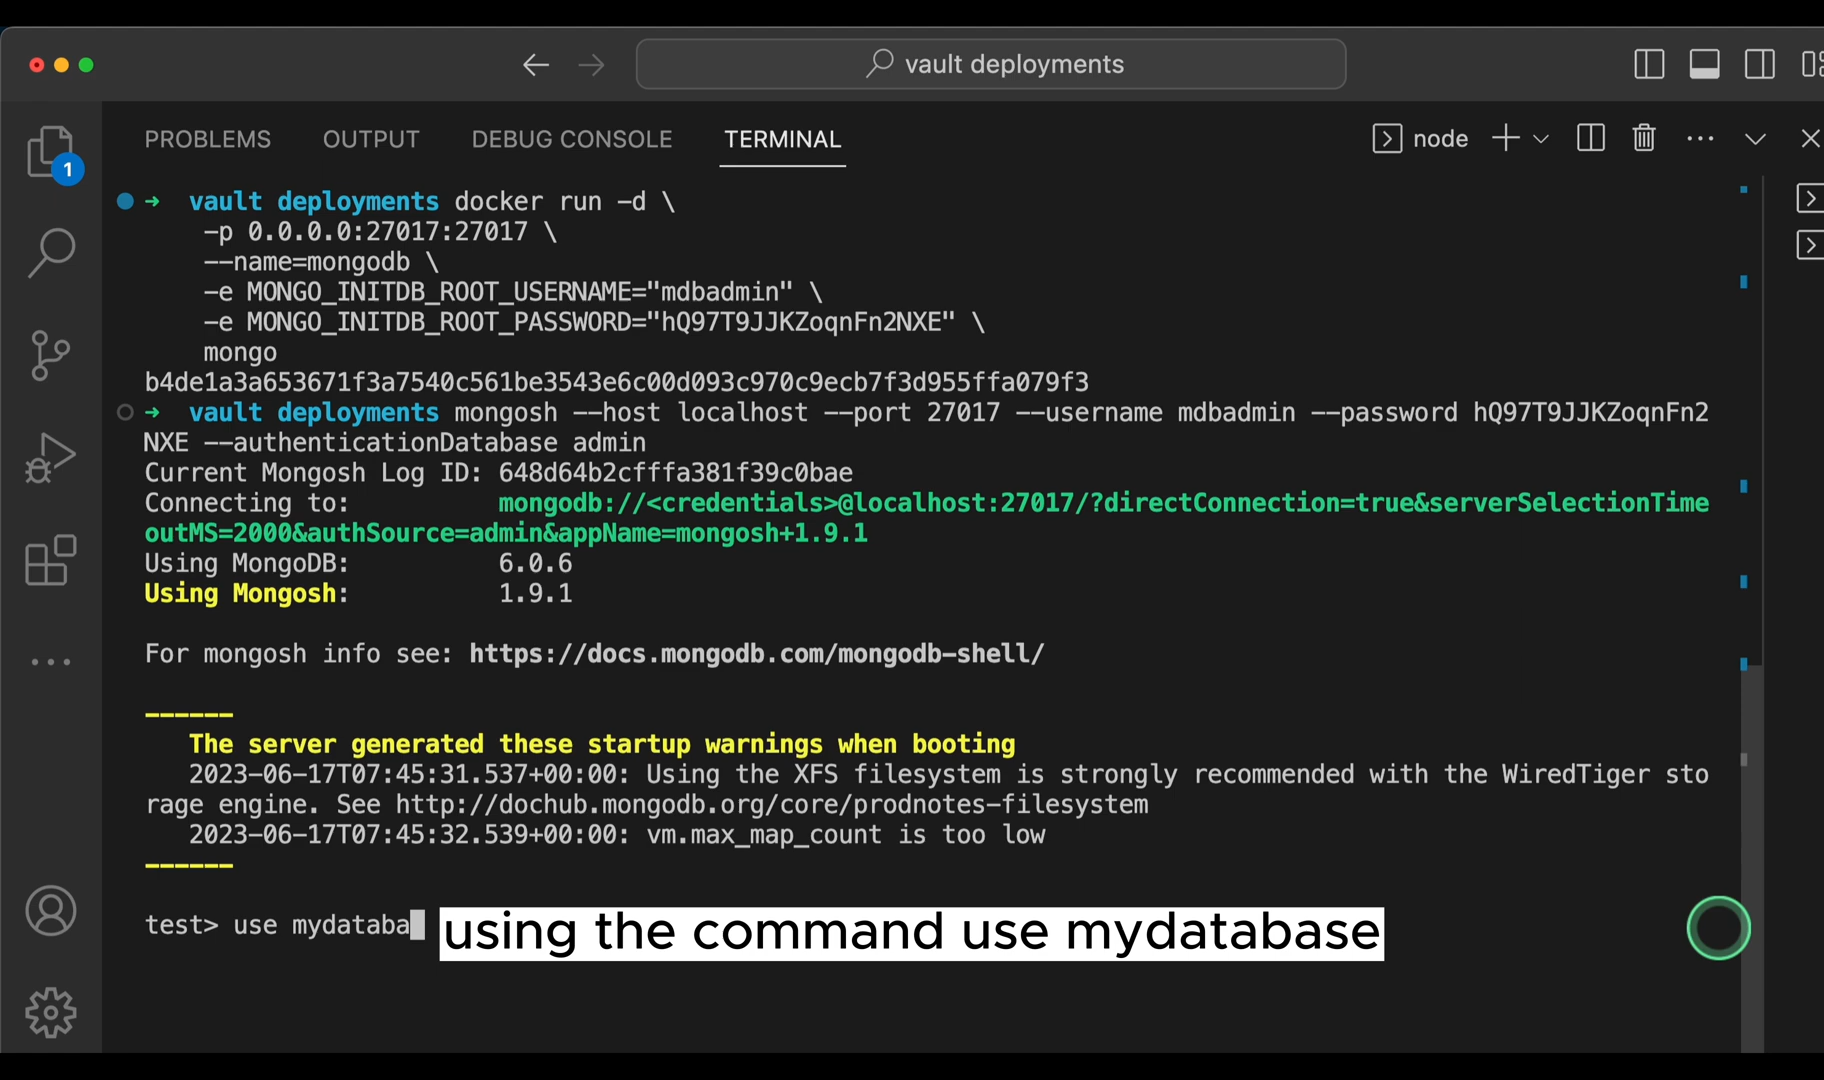 vault deployments
1
PROBLEMS OUTPUT DEBUG CONSOLE TERMINAL node
➜ vault deployments docker run -d \
-p 0.0.0.0:27017:27017 \
--name=mongodb \
-e MONGO_INITDB_ROOT_USERNAME="mdbadmin" \
-e MONGO_INITDB_ROOT_PASSWORD="hQ97T9JJKZoqnFn2NXE" \
mongo
b4de1a3a653671f3a7540c561be3543e6c00d093c970c9ecb7f3d955ffa079f3
➜ vault deployments mongosh --host localhost --port 27017 --username mdbadmin --password hQ97T9JJKZoqnFn2
NXE --authenticationDatabase admin
Current Mongosh Log ID: 648d64b2cfffa381f39c0bae
Connecting to: mongodb://<credentials>@localhost:27017/?directConnection=true&serverSelectionTime
outMS=2000&authSource=admin&appName=mongosh+1.9.1
Using MongoDB: 6.0.6
Using Mongosh: 1.9.1
For mongosh info see: https://docs.mongodb.com/mongodb-shell/
------
The server generated these startup warnings when booting
2023-06-17T07:45:31.537+00:00: Using the XFS filesystem is strongly recommended with the WiredTiger sto
rage engine. See http://dochub.mongodb.org/core/prodnotes-filesystem
2023-06-17T07:45:32.539+00:00: vm.max_map_count is too low
------
test> use mydataba
using the command use mydatabase